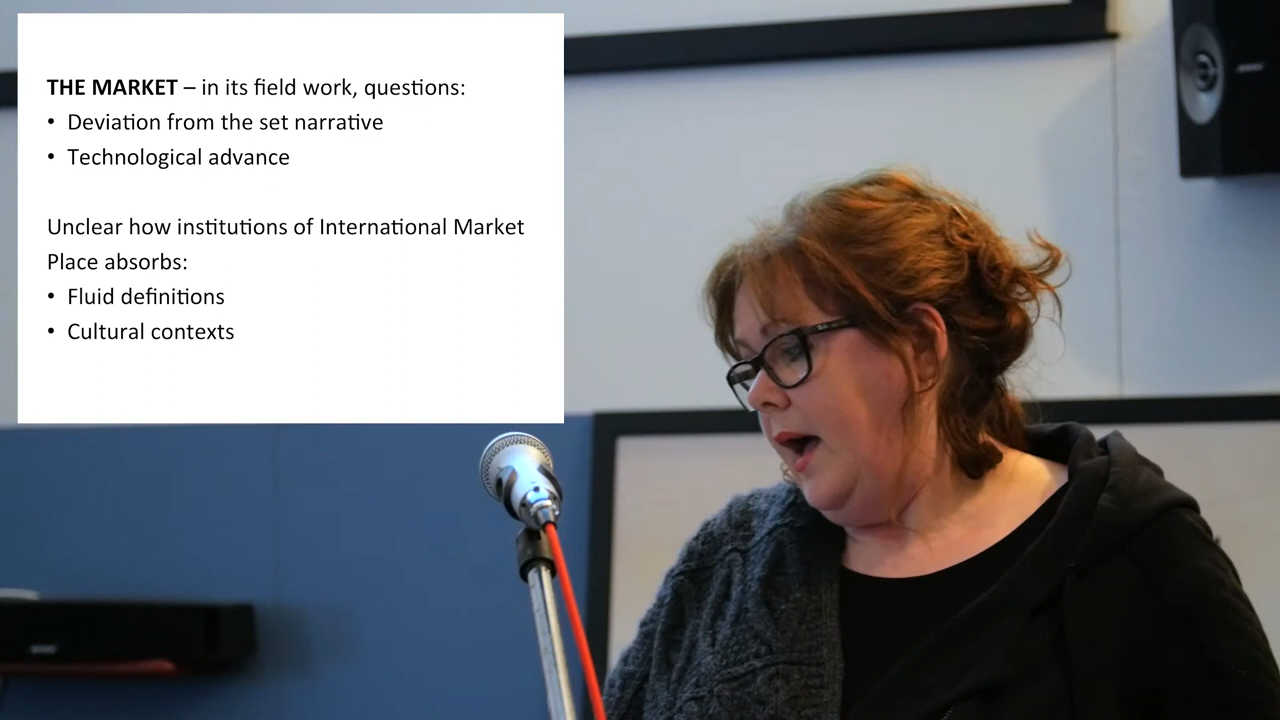 THE MARKET – in its field work, questions:
• Deviation from the set narrative
• Technological advance
Unclear how institutions of International Market
Place absorbs:
• Fluid definitions
• Cultural contexts